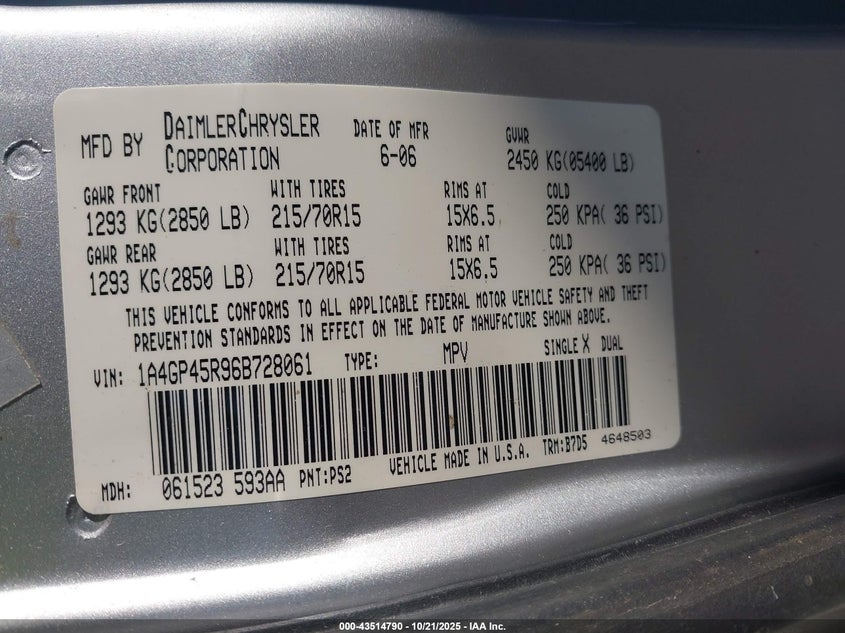 MFD BY DAIMLERCHRYSLER CORPORATION DATE OF MFR 6-06 GVWR 2450 KG(05400 LB)
GAWR FRONT WITH TIRES RIMS AT COLD
1293 KG(2850 LB) 215/70R15 15X6.5 250 KPA( 36 PSI)
GAWR REAR WITH TIRES RIMS AT COLD
1293 KG(2850 LB) 215/70R15 15X6.5 250 KPA( 36 PSI)
THIS VEHICLE CONFORMS TO ALL APPLICABLE FEDERAL MOTOR VEHICLE SAFETY AND THEFT
PREVENTION STANDARDS IN EFFECT ON THE DATE OF MANUFACTURE SHOWN ABOVE.
VIN: 1A4GP45R96B728061 TYPE: MPV SINGLE X DUAL
MDH: 061523 593AA PNT:PS2 VEHICLE MADE IN U.S.A. TRM:B7D5 4648503
000-43514790 - 10/21/2025 - IAA Inc.